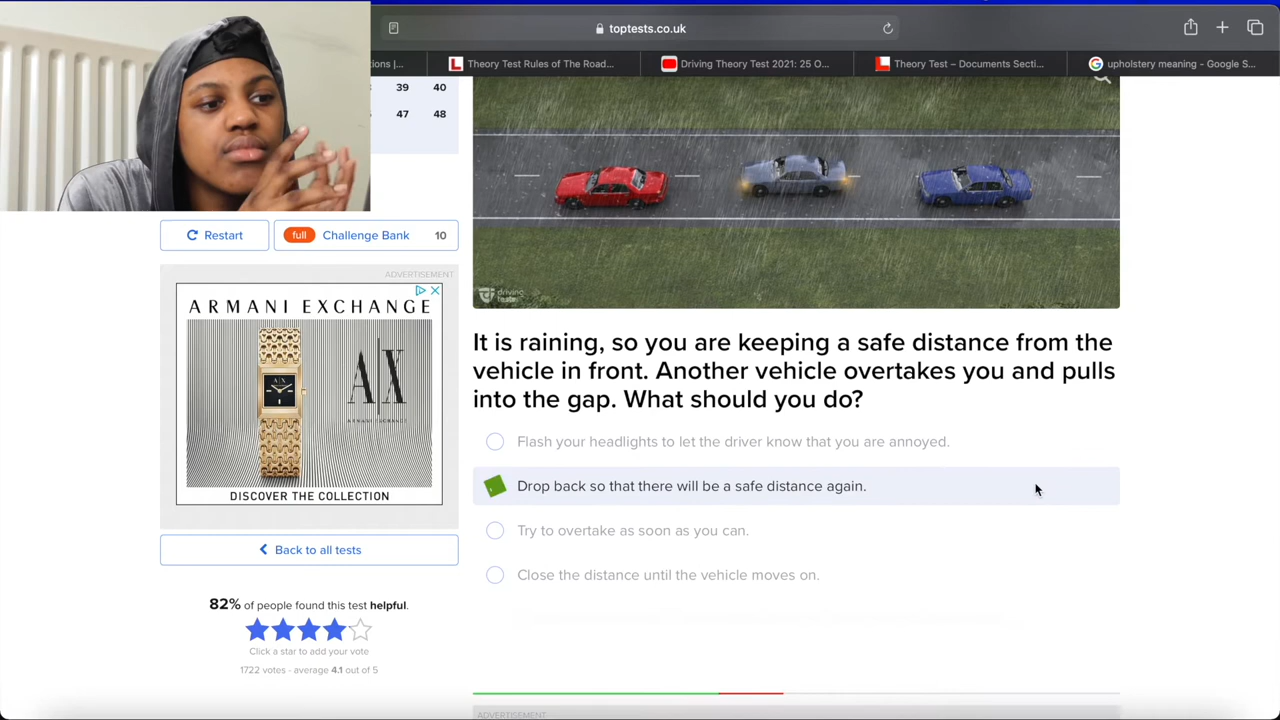 toptests.co.uk
ions |...
Theory Test Rules of The Road...
Driving Theory Test 2021: 25 O...
Theory Test – Documents Secti...
upholstery meaning - Google S...
39 40
47 48
Restart
full Challenge Bank 10
ADVERTISEMENT
ARMANI EXCHANGE
A|X
ARMANI EXCHANGE
DISCOVER THE COLLECTION
Back to all tests
82% of people found this test helpful.
Click a star to add your vote
1722 votes - average 4.1 out of 5
driving
tests
It is raining, so you are keeping a safe distance from the
vehicle in front. Another vehicle overtakes you and pulls
into the gap. What should you do?
Flash your headlights to let the driver know that you are annoyed.
Drop back so that there will be a safe distance again.
Try to overtake as soon as you can.
Close the distance until the vehicle moves on.
ADVERTISEMENT